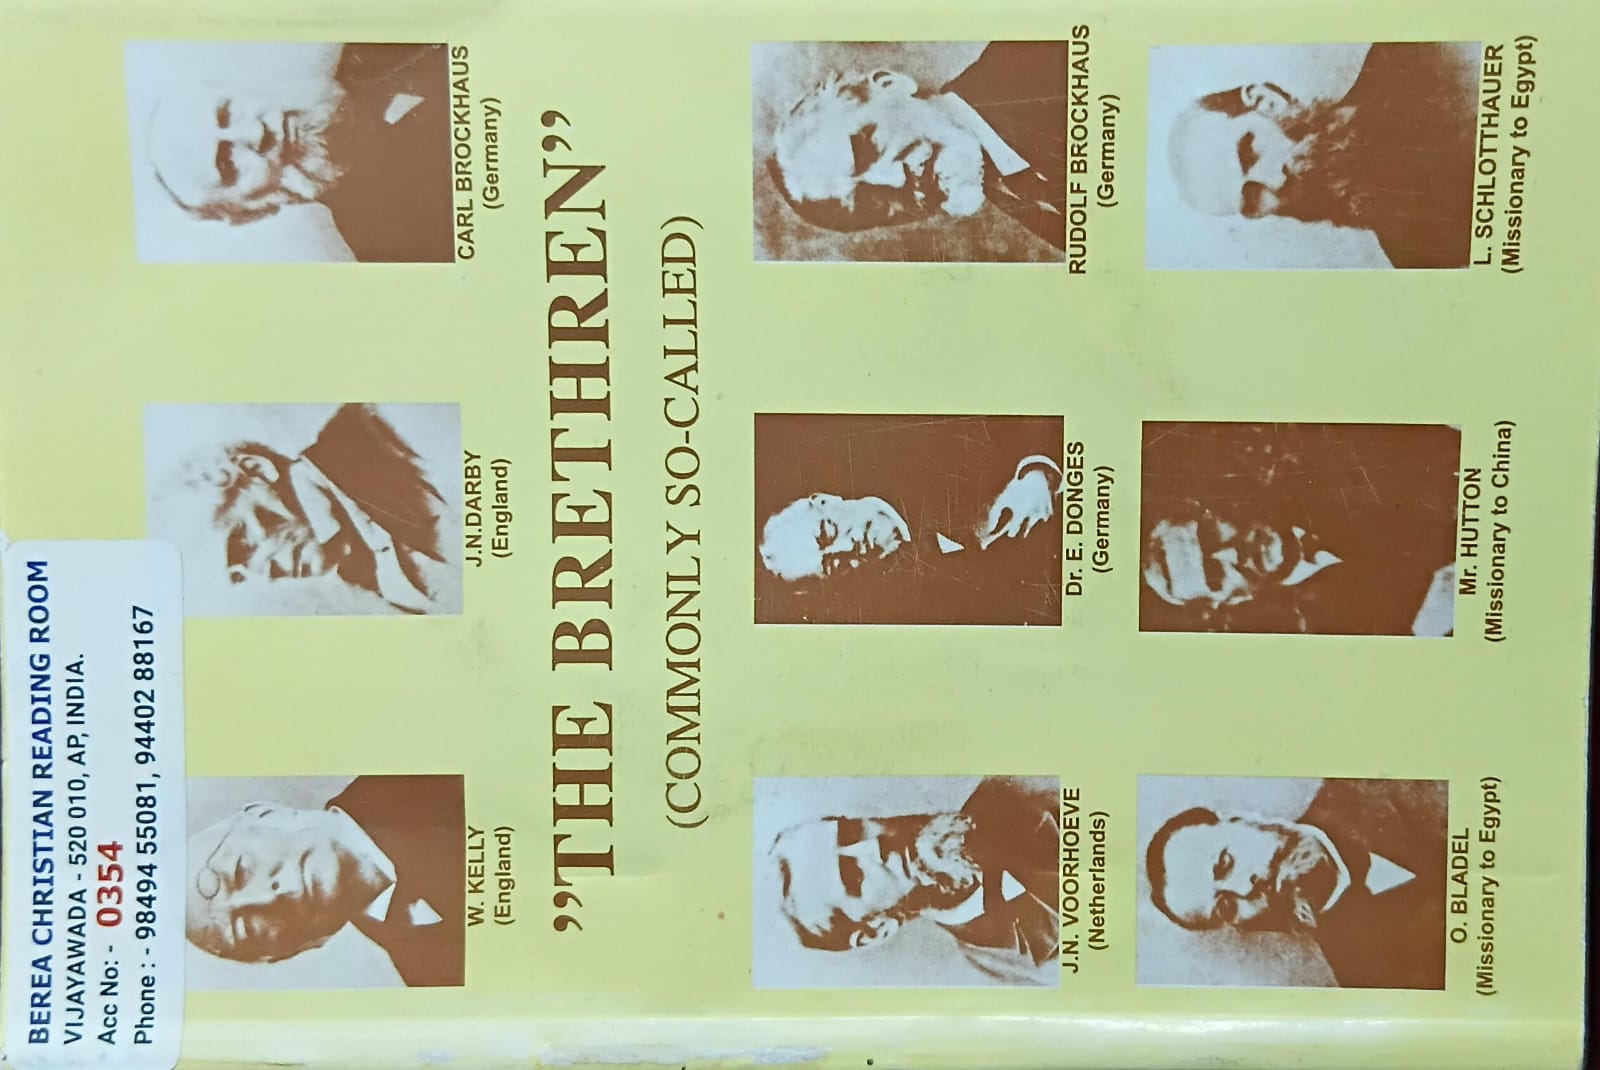 BEREA CHRISTIAN READING ROOM
VIJAYAWADA - 520 010, AP, INDIA.
Acc No: - 0354
Phone : - 98494 55081, 94402 88167
W. KELLY
(England)
J.N.DARBY
(England)
CARL BROCKHAUS
(Germany)
”THE BRETHREN”
(COMMONLY SO-CALLED)
J.N. VOORHOEVE
(Netherlands)
Dr. E. DONGES
(Germany)
RUDOLF BROCKHAUS
(Germany)
O. BLADEL
(Missionary to Egypt)
Mr. HUTTON
(Missionary to China)
L. SCHLOTTHAUER
(Missionary to Egypt)